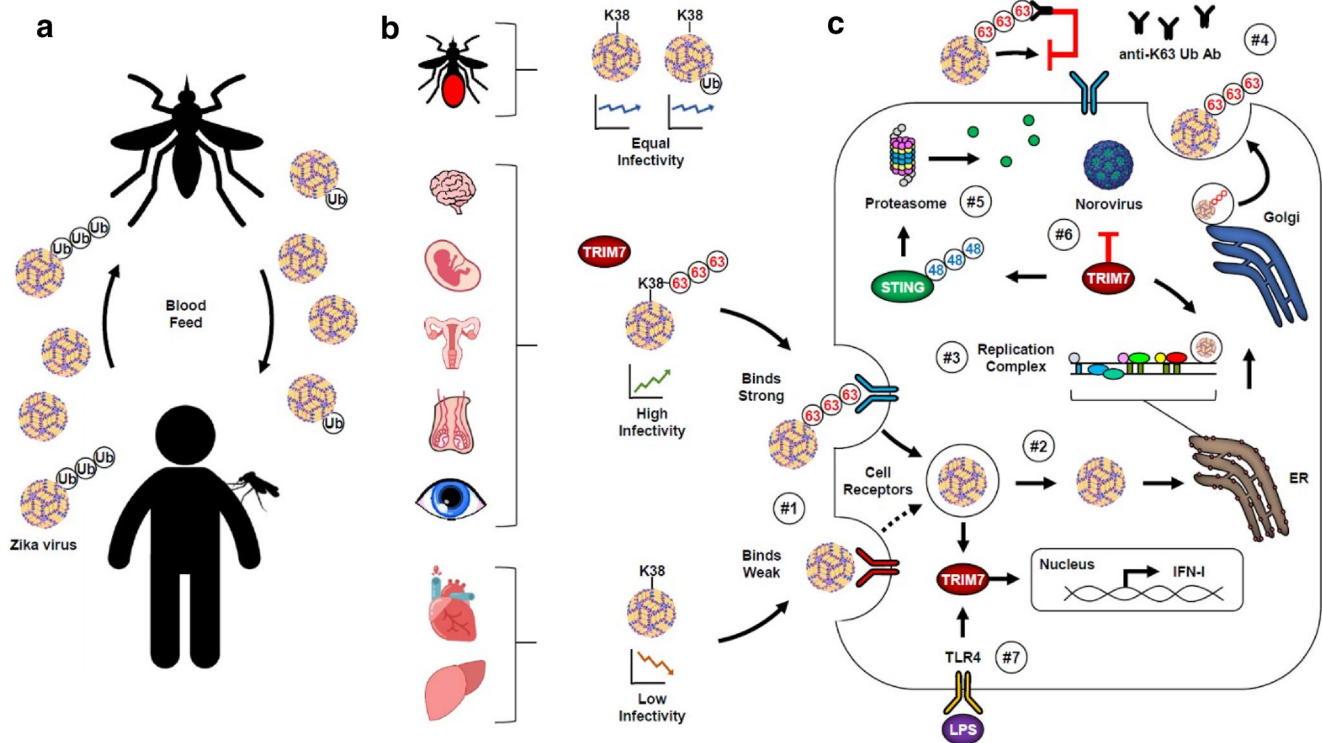 a
Ub
Ub
Ub
Ub
Blood
Feed
Ub
Ub
Ub
Ub
Zika virus
b
K38
K38
Ub
Equal
Infectivity
TRIM7
K38
63
63
63
High
Infectivity
K38
Low
Infectivity
c
63
63
63
anti-K63 Ub Ab
#4
63
63
63
Proteasome
#5
Norovirus
Golgi
#6
48
48
48
STING
TRIM7
#3
Replication
Complex
Binds
Strong
63
63
63
#2
Cell
Receptors
ER
#1
Binds
Weak
TRIM7
Nucleus
IFN-I
TLR4
#7
LPS